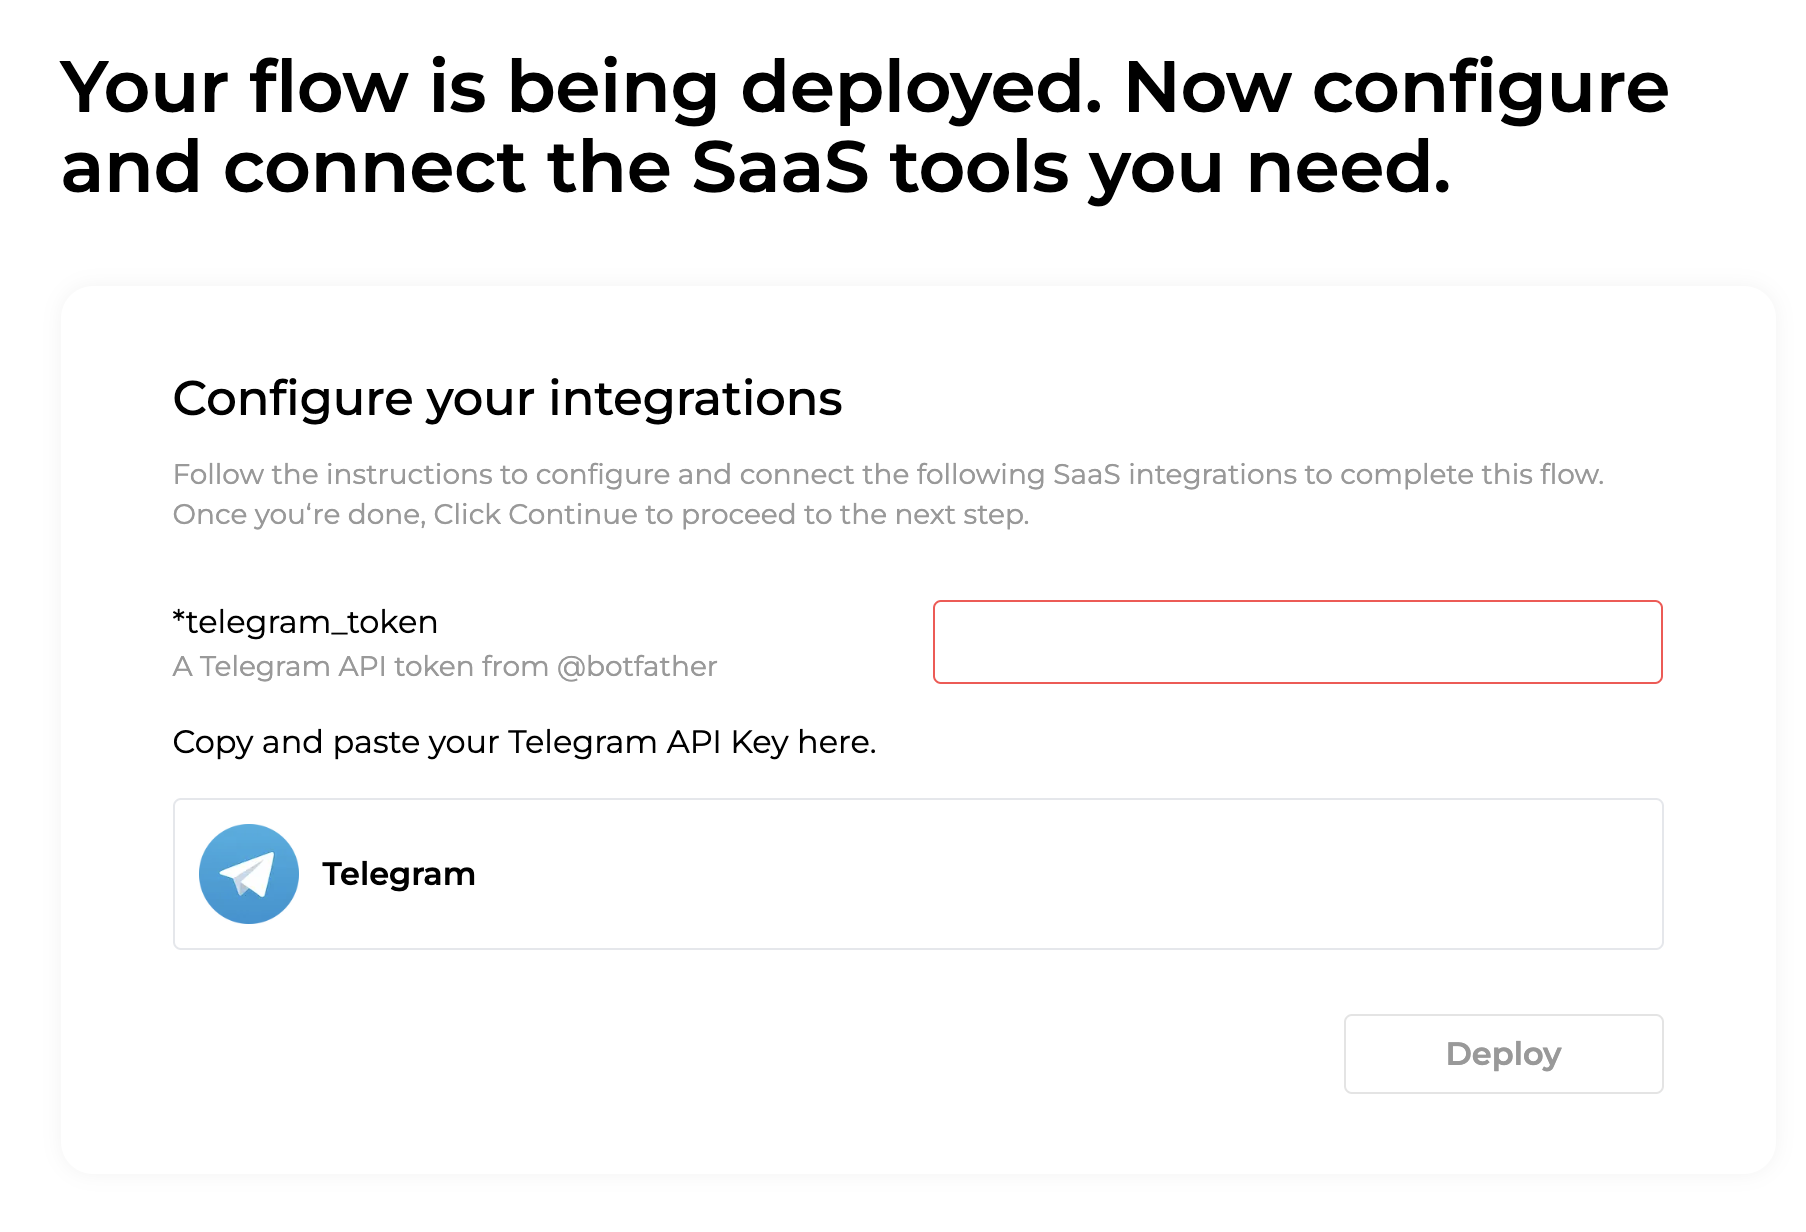 Your flow is being deployed. Now configure
and connect the SaaS tools you need.
Configure your integrations
Follow the instructions to configure and connect the following SaaS integrations to complete this flow.
Once you‘re done, Click Continue to proceed to the next step.
*telegram_token
A Telegram API token from @botfather
Copy and paste your Telegram API Key here.
Telegram
Deploy